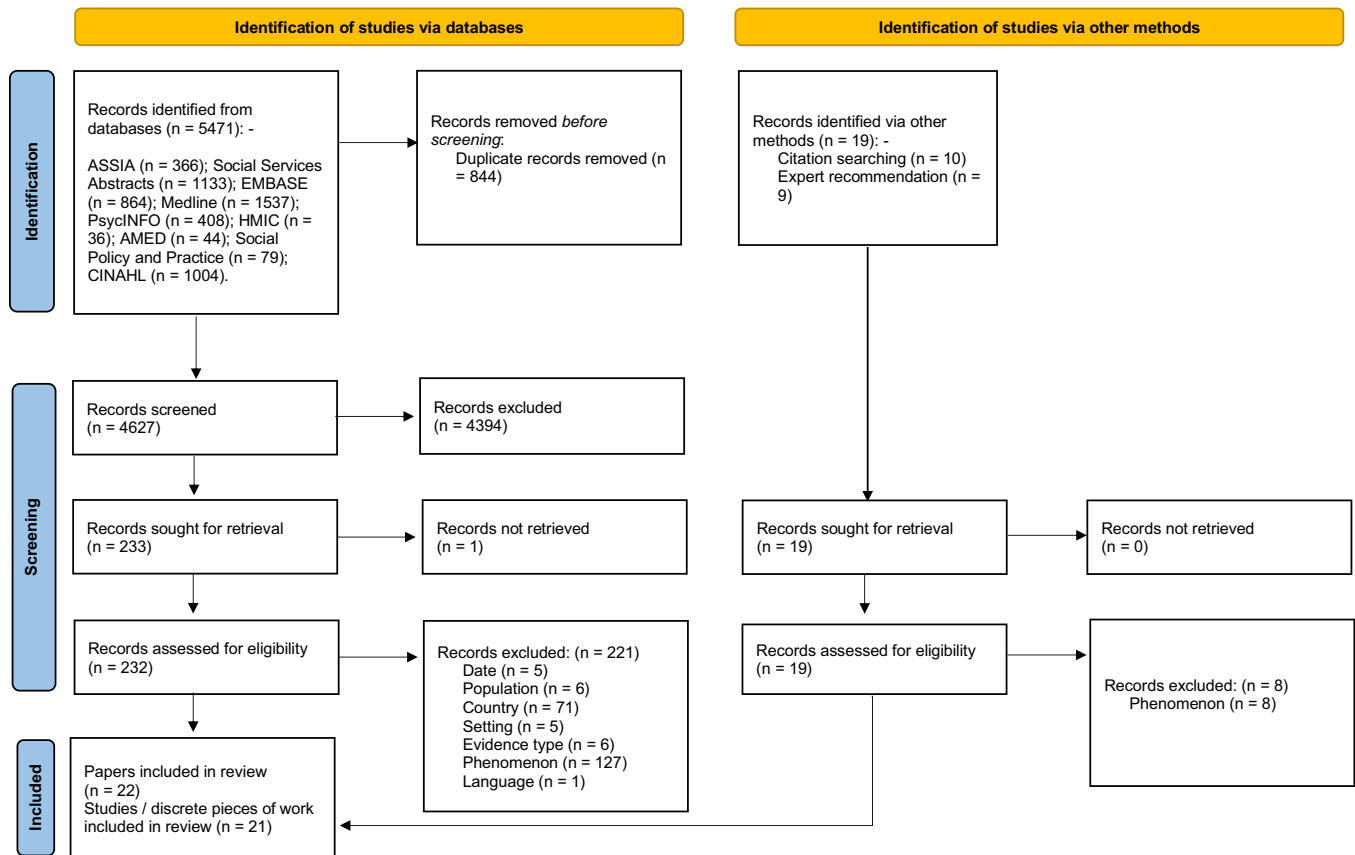 Identification of studies via databases
Identification of studies via other methods
Identification
Records identified from
databases (n = 5471): -
ASSIA (n = 366); Social Services
Abstracts (n = 1133); EMBASE
(n = 864); Medline (n = 1537);
PsycINFO (n = 408); HMIC (n =
36); AMED (n = 44); Social
Policy and Practice (n = 79);
CINAHL (n = 1004).
Records removed before
screening:
Duplicate records removed (n
= 844)
Records identified via other
methods (n = 19): -
Citation searching (n = 10)
Expert recommendation (n =
9)
Screening
Records screened
(n = 4627)
Records excluded
(n = 4394)
Records sought for retrieval
(n = 233)
Records not retrieved
(n = 1)
Records sought for retrieval
(n = 19)
Records not retrieved
(n = 0)
Records assessed for eligibility
(n = 232)
Records excluded: (n = 221)
Date (n = 5)
Population (n = 6)
Country (n = 71)
Setting (n = 5)
Evidence type (n = 6)
Phenomenon (n = 127)
Language (n = 1)
Records assessed for eligibility
(n = 19)
Records excluded: (n = 8)
Phenomenon (n = 8)
Included
Papers included in review
(n = 22)
Studies / discrete pieces of work
included in review (n = 21)